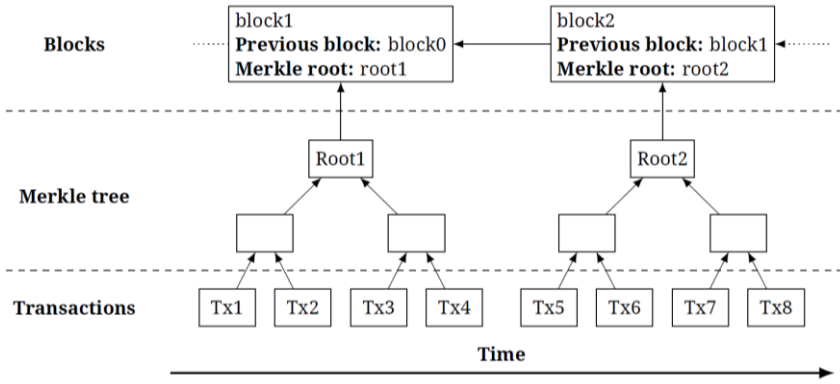 Blocks
block1
Previous block: block0
Merkle root: root1
block2
Previous block: block1
Merkle root: root2
Merkle tree
Root1
Root2
Transactions
Tx1
Tx2
Tx3
Tx4
Tx5
Tx6
Tx7
Tx8
Time